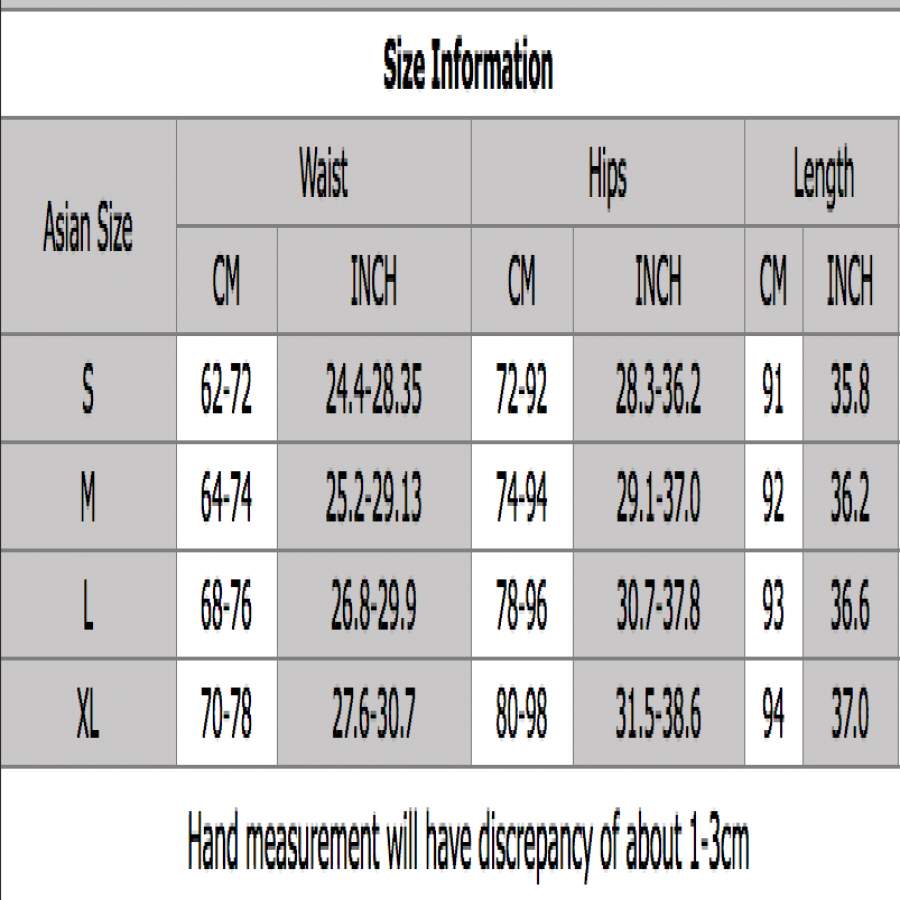 Size Information
Asian Size Waist Hips Length
CM INCH CM INCH CM INCH
S 62-72 24.4-28.35 72-92 28.3-36.2 91 35.8
M 64-74 25.2-29.13 74-94 29.1-37.0 92 36.2
L 68-76 26.8-29.9 78-96 30.7-37.8 93 36.6
XL 70-78 27.6-30.7 80-98 31.5-38.6 94 37.0
Hand measurement will have discrepancy of about 1-3cm